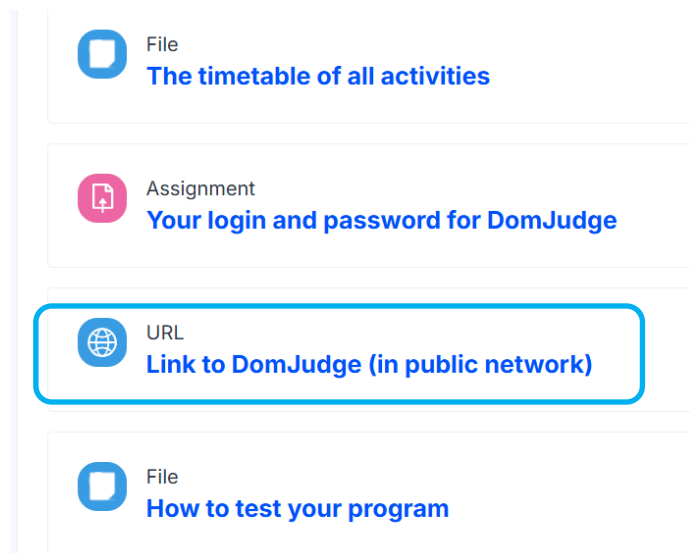 File
The timetable of all activities
Assignment
Your login and password for DomJudge
URL
Link to DomJudge (in public network)
File
How to test your program